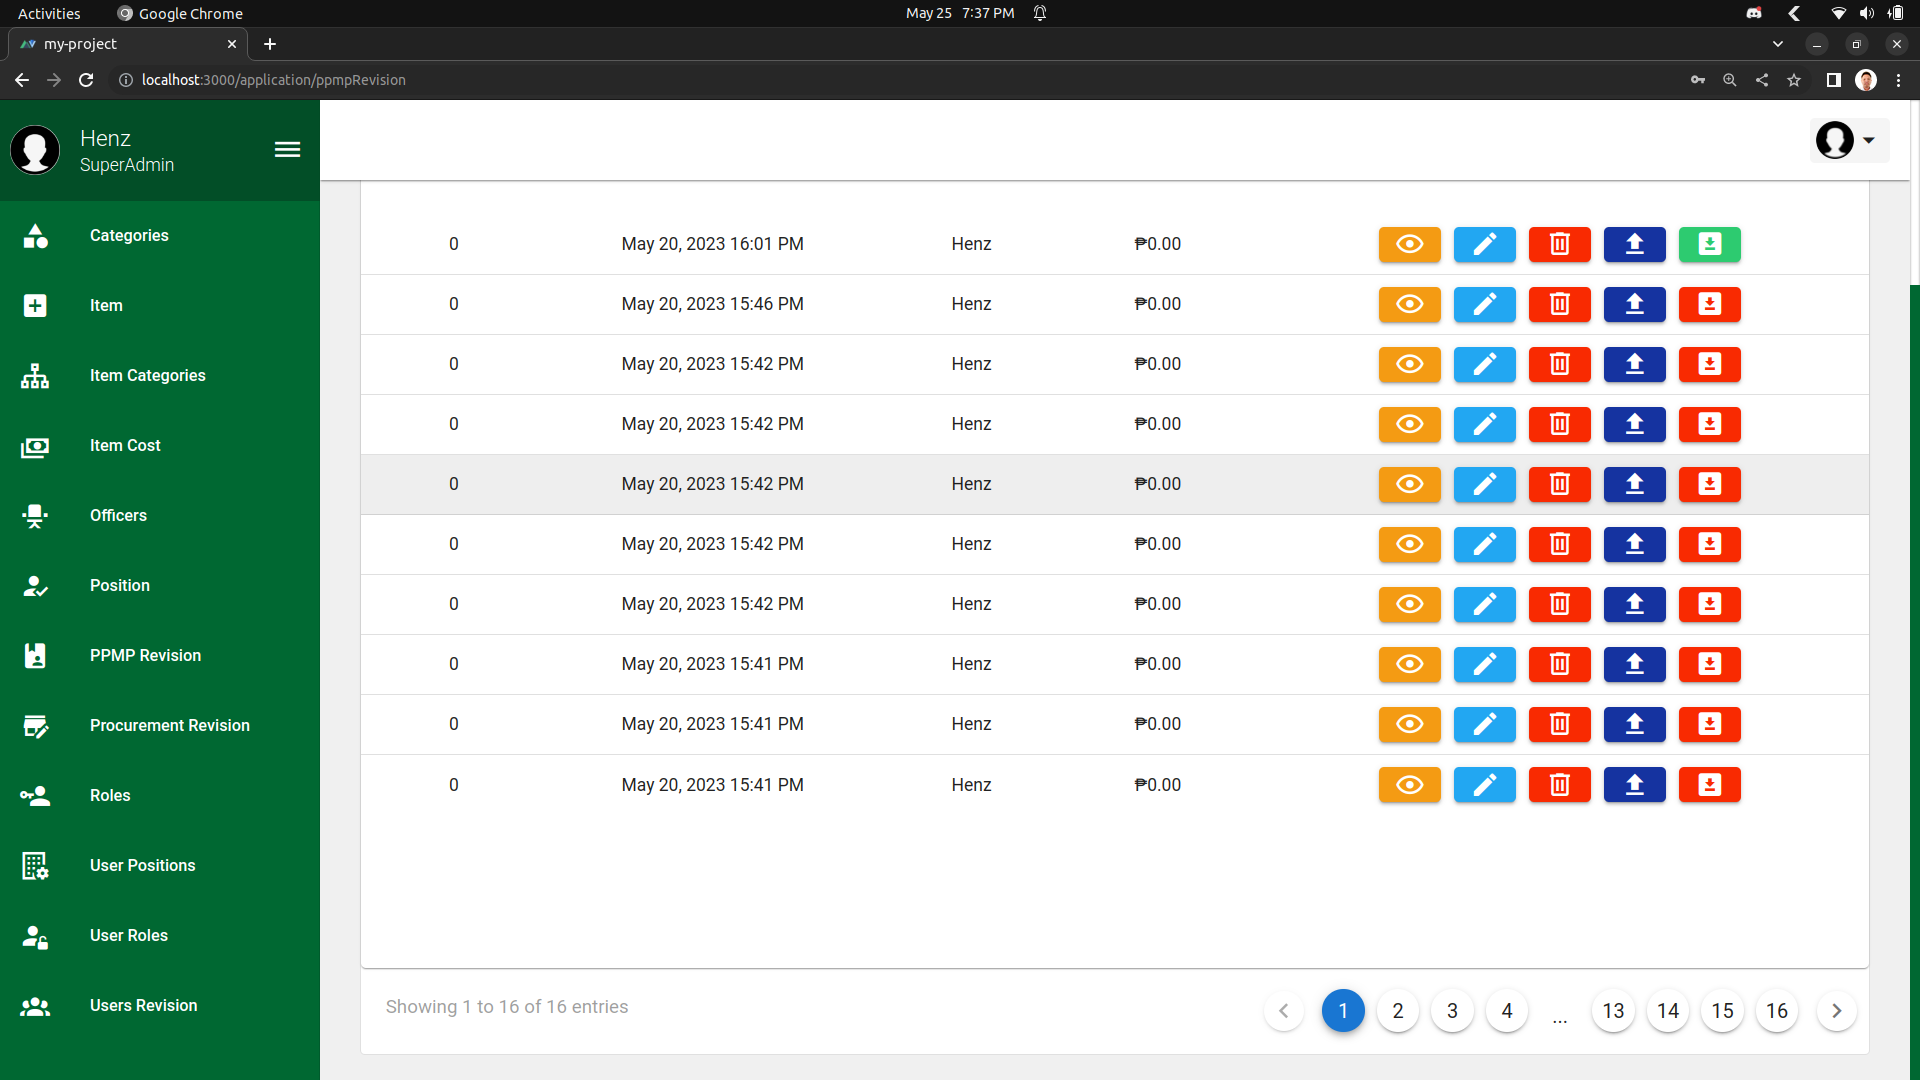 Activities
Google Chrome
May 25 7:37 PM
my-project
localhost:3000/application/ppmpRevision
Henz
SuperAdmin
Categories
Item
Item Categories
Item Cost
Officers
Position
PPMP Revision
Procurement Revision
Roles
User Positions
User Roles
Users Revision
0 May 20, 2023 16:01 PM Henz ₱0.00
0 May 20, 2023 15:46 PM Henz ₱0.00
0 May 20, 2023 15:42 PM Henz ₱0.00
0 May 20, 2023 15:42 PM Henz ₱0.00
0 May 20, 2023 15:42 PM Henz ₱0.00
0 May 20, 2023 15:42 PM Henz ₱0.00
0 May 20, 2023 15:42 PM Henz ₱0.00
0 May 20, 2023 15:41 PM Henz ₱0.00
0 May 20, 2023 15:41 PM Henz ₱0.00
0 May 20, 2023 15:41 PM Henz ₱0.00
Showing 1 to 16 of 16 entries
1 2 3 4 ... 13 14 15 16